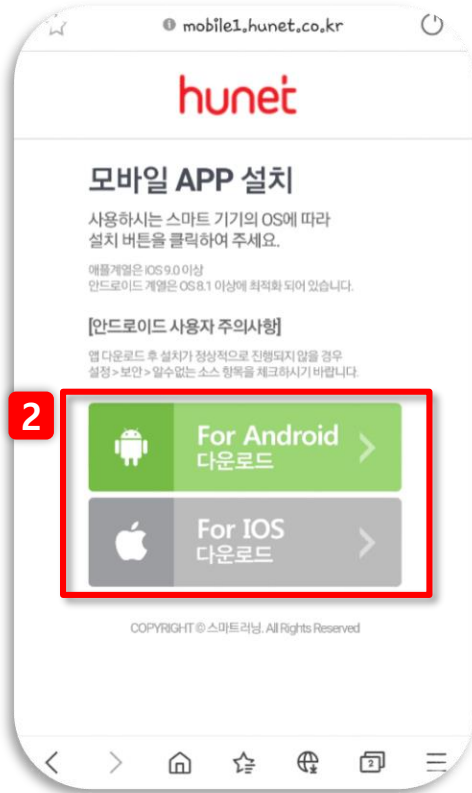 mobile1.hunet.co.kr
hunet
모바일 APP 설치
사용하시는 스마트 기기의 OS에 따라
설치 버튼을 클릭하여 주세요.
애플계열은 iOS 9.0 이상
안드로이드 계열은 OS 8.1 이상에 최적화 되어 있습니다.
[안드로이드 사용자 주의사항]
앱 다운로드 후 설치가 정상적으로 진행되지 않을 경우
설정 > 보안 > 알수없는 소스 항목을 체크하시기 바랍니다.
2
For Android
다운로드
For IOS
다운로드
COPYRIGHT © 스마트러닝. All Rights Reserved
2